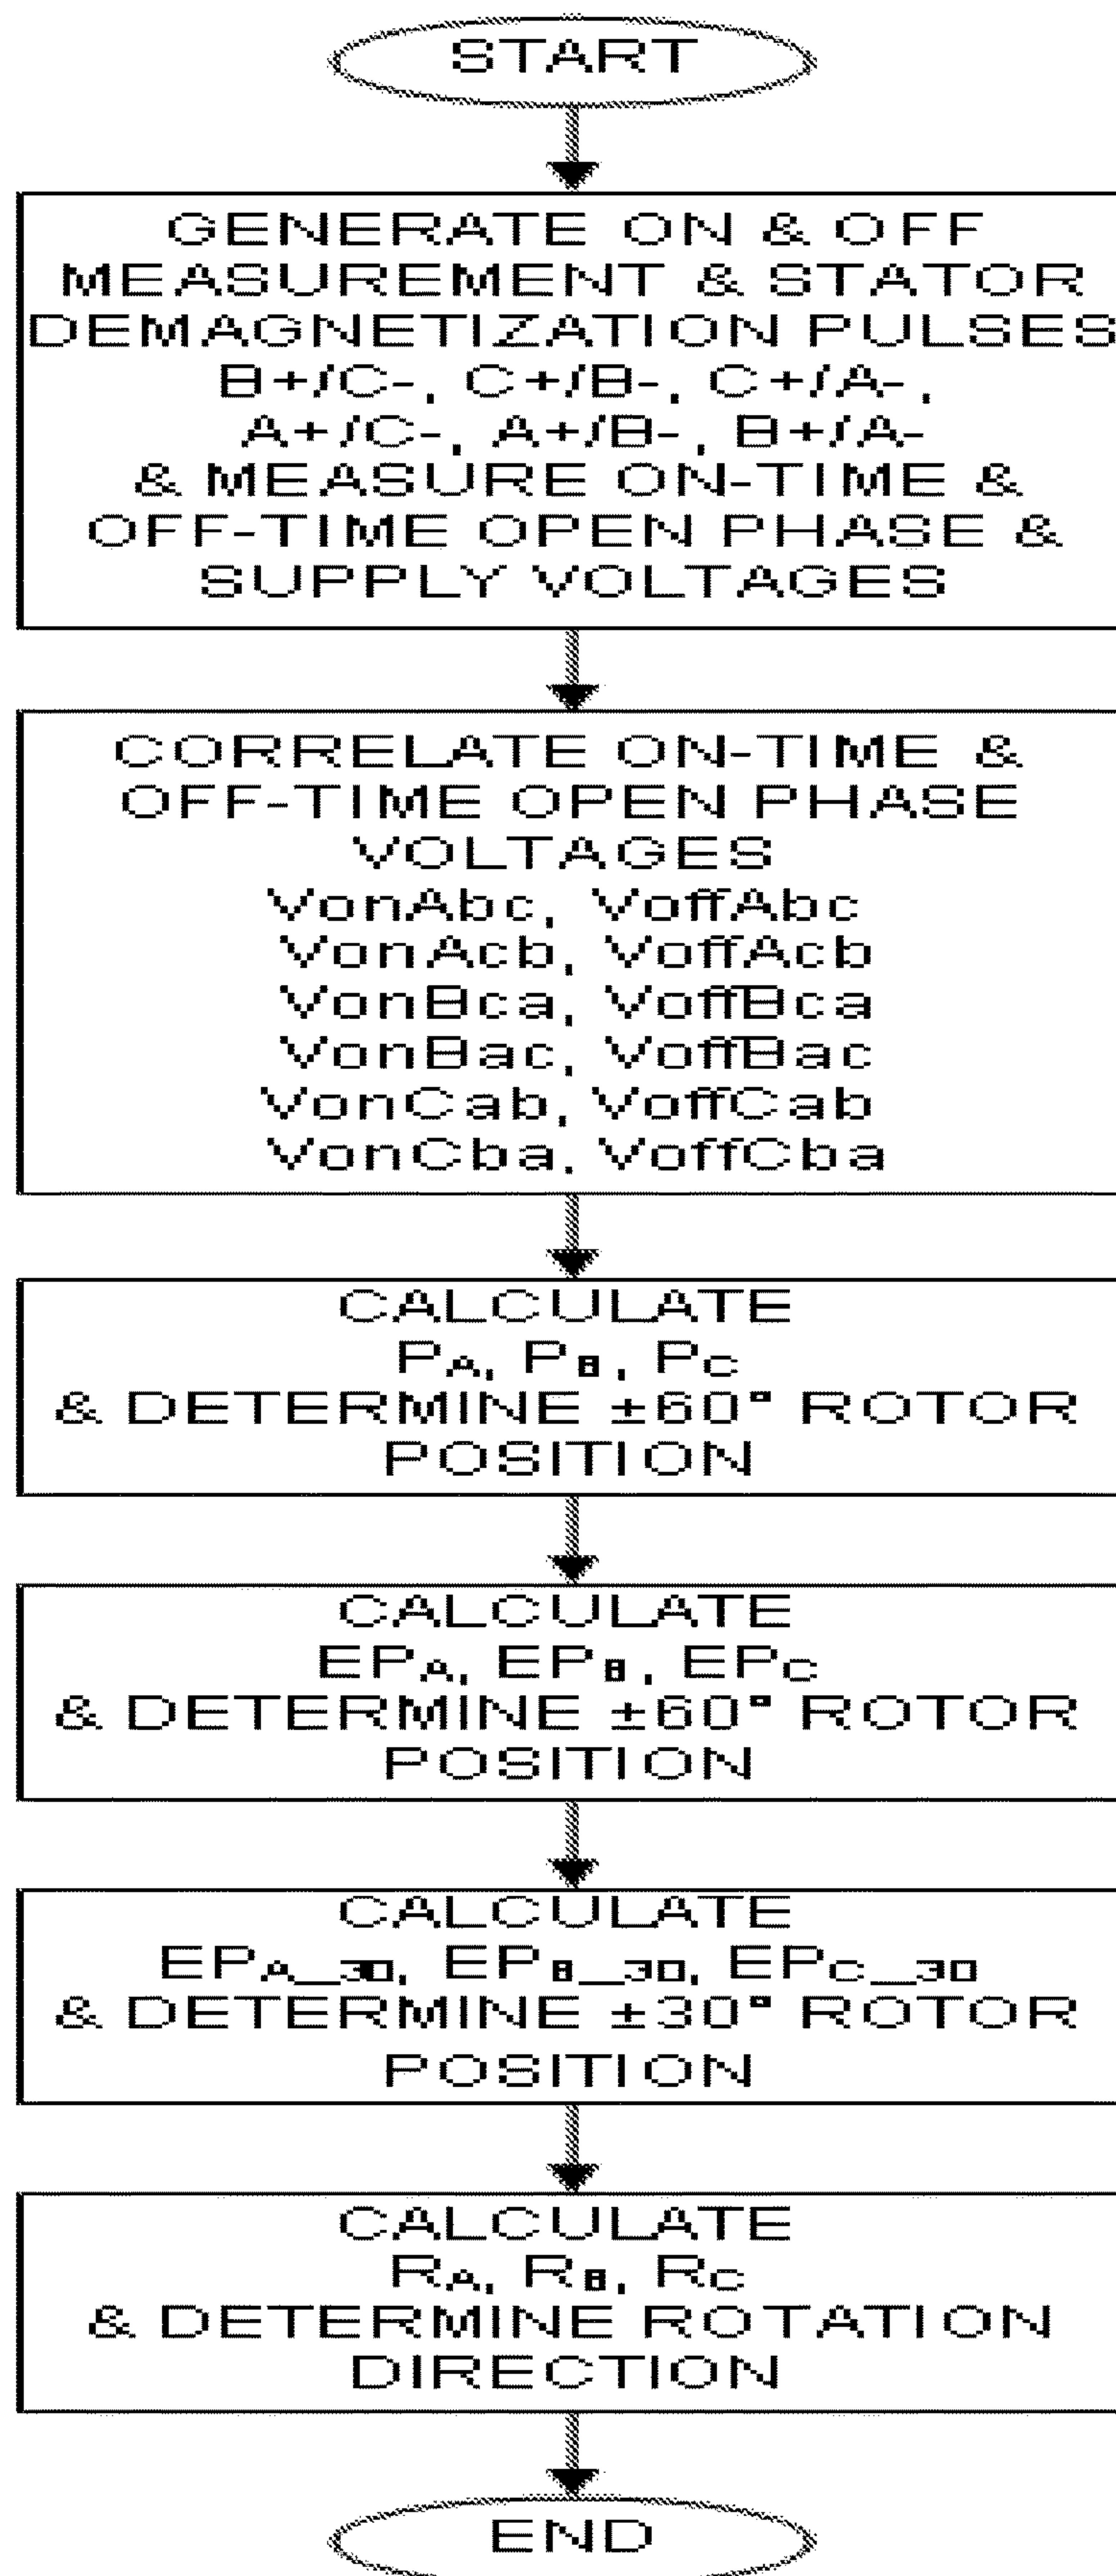 START
GENERATE ON & OFF
MEASUREMENT & STATOR
DEMAGNETIZATION PULSES
B+/C-, C+/B-, C+/A-,
A+/C-, A+/B-, B+/A-
& MEASURE ON-TIME &
OFF-TIME OPEN PHASE &
SUPPLY VOLTAGES
CORRELATE ON-TIME &
OFF-TIME OPEN PHASE
VOLTAGES
VonAbc, VoffAbc
VonAcb, VoffAcb
VonBca, VoffBca
VonBac, VoffBac
VonCab, VoffCab
VonCba, VoffCba
CALCULATE
PA, PB, PC
& DETERMINE ±60° ROTOR
POSITION
CALCULATE
EPA, EPB, EPC
& DETERMINE ±60° ROTOR
POSITION
CALCULATE
EPA_30, EPB_30, EPC_30
& DETERMINE ±30° ROTOR
POSITION
CALCULATE
RA, RB, RC
& DETERMINE ROTATION
DIRECTION
END